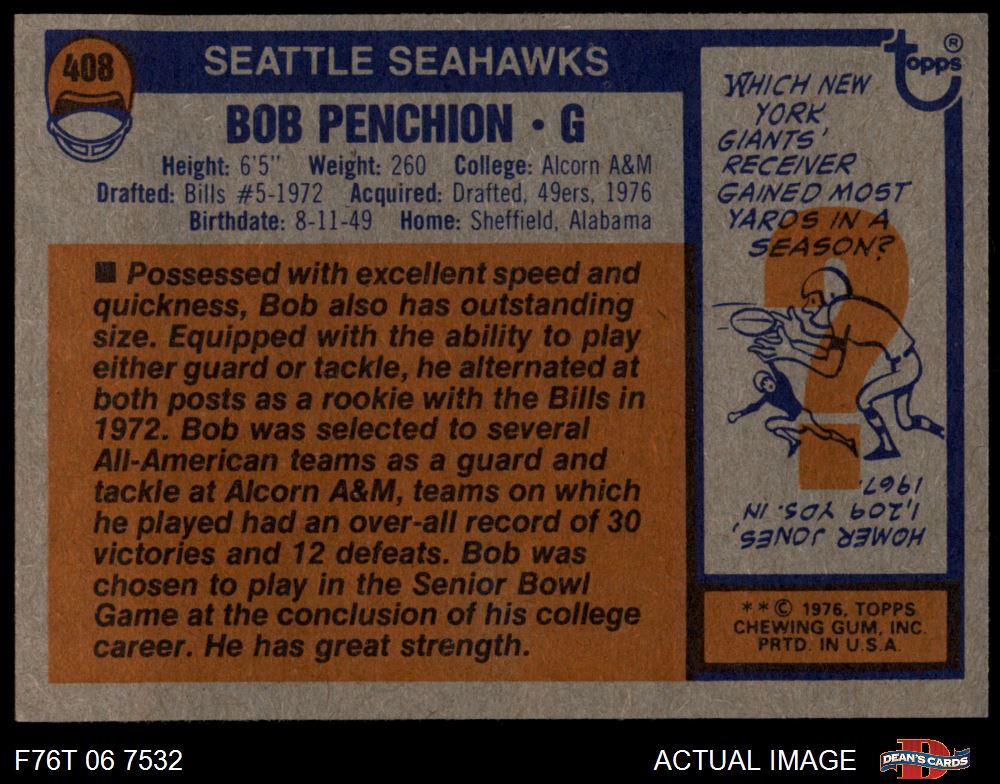 408
SEATTLE SEAHAWKS
BOB PENCHION • G
Height: 6'5" Weight: 260 College: Alcorn A&M
Drafted: Bills #5-1972 Acquired: Drafted, 49ers, 1976
Birthdate: 8-11-49 Home: Sheffield, Alabama
■ Possessed with excellent speed and
quickness, Bob also has outstanding
size. Equipped with the ability to play
either guard or tackle, he alternated at
both posts as a rookie with the Bills in
1972. Bob was selected to several
All-American teams as a guard and
tackle at Alcorn A&M, teams on which
he played had an over-all record of 30
victories and 12 defeats. Bob was
chosen to play in the Senior Bowl
Game at the conclusion of his college
career. He has great strength.
topps ®
WHICH NEW
YORK
GIANTS'
RECEIVER
GAINED MOST
YARDS IN A
SEASON?
?
HOMER JONES,
1,209 YDS. IN
1967.
** © 1976, TOPPS
CHEWING GUM, INC.
PRTD. IN U.S.A.
F76T 06 7532
ACTUAL IMAGE
D
DEAN'S CARDS